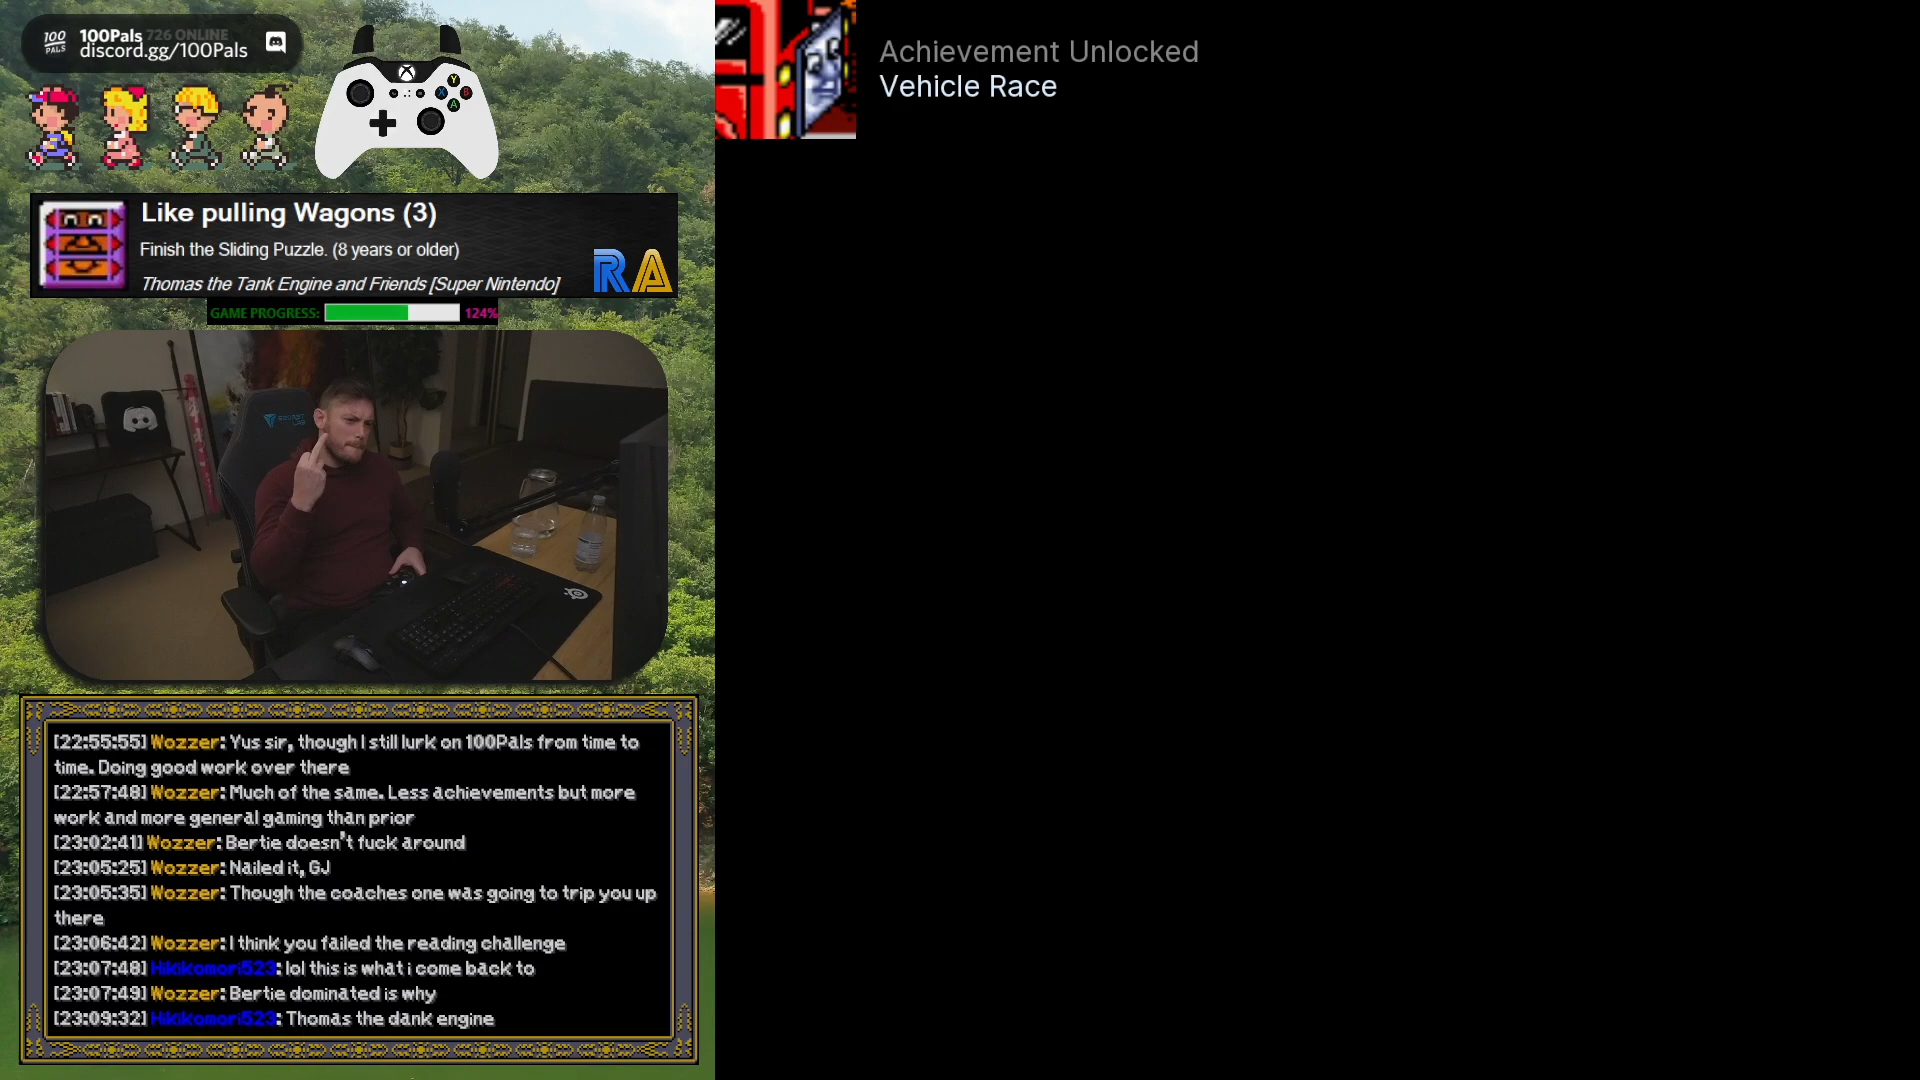 100 PALS
100Pals 726 ONLINE
discord.gg/100Pals
Y
X
B
A
Like pulling Wagons (3)
Finish the Sliding Puzzle. (8 years or older)
Thomas the Tank Engine and Friends [Super Nintendo]
RA
GAME PROGRESS: 124%
[22:55:55] Wozzer: Yus sir, though I still lurk on 100Pals from time to
time. Doing good work over there
[22:57:48] Wozzer: Much of the same. Less achievements but more
work and more general gaming than prior
[23:02:41] Wozzer: Bertie doesn't fuck around
[23:05:25] Wozzer: Nailed it, GJ
[23:05:35] Wozzer: Though the coaches one was going to trip you up
there
[23:06:42] Wozzer: I think you failed the reading challenge
[23:07:48] Hikikomori523: lol this is what i come back to
[23:07:49] Wozzer: Bertie dominated is why
[23:09:32] Hikikomori523: Thomas the dank engine
Achievement Unlocked
Vehicle Race